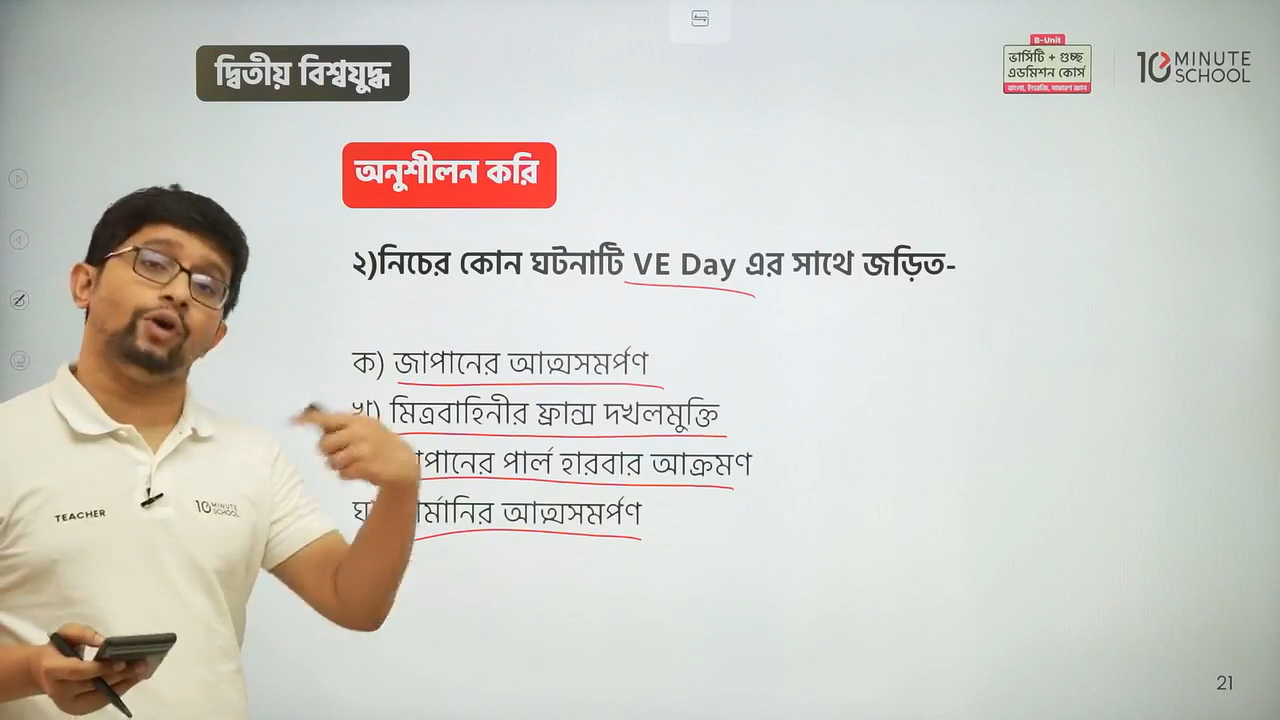 দ্বিতীয় বিশ্বযুদ্ধ
B-Unit
ভার্সিটি + গুচ্ছ
এডমিশন কোর্স
বাংলা, ইংরেজি, সাধারণ জ্ঞান
10 MINUTE
SCHOOL
অনুশীলন করি
২)নিচের কোন ঘটনাটি VE Day এর সাথে জড়িত-
ক) জাপানের আত্মসমর্পণ
খ) মিত্রবাহিনীর ফ্রান্স দখলমুক্তি
পানের পার্ল হারবার আক্রমণ
ঘ র্মানির আত্মসমর্পণ
TEACHER
10 MINUTE
SCHOOL
21